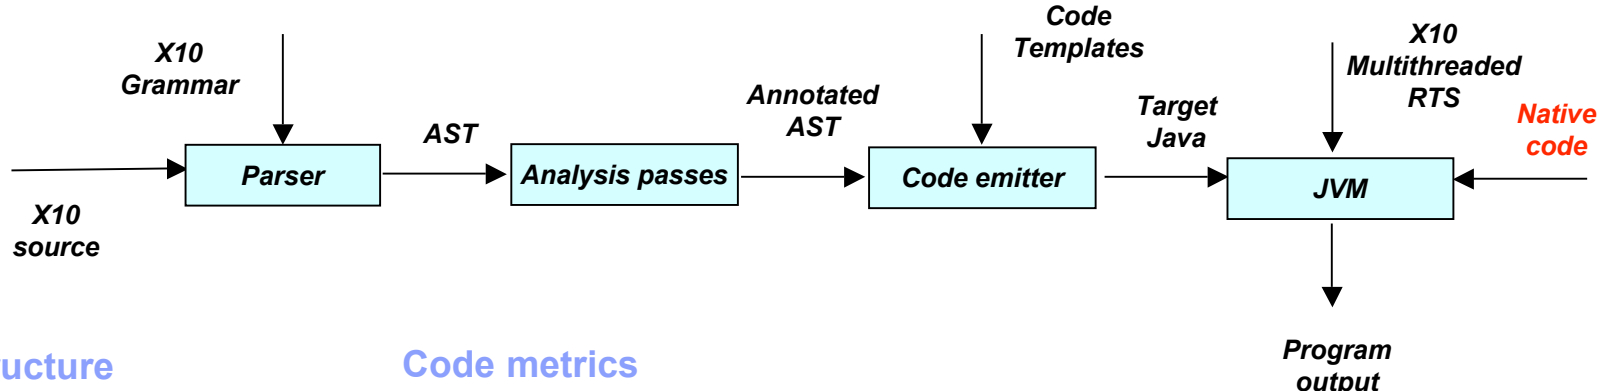 X10
Grammar
Code
Templates
X10
Multithreaded
RTS
Native
code
AST
Annotated
AST
Target
Java
Parser
Analysis passes
Code emitter
JVM
X10
source
Program
output
ructure
Code metrics